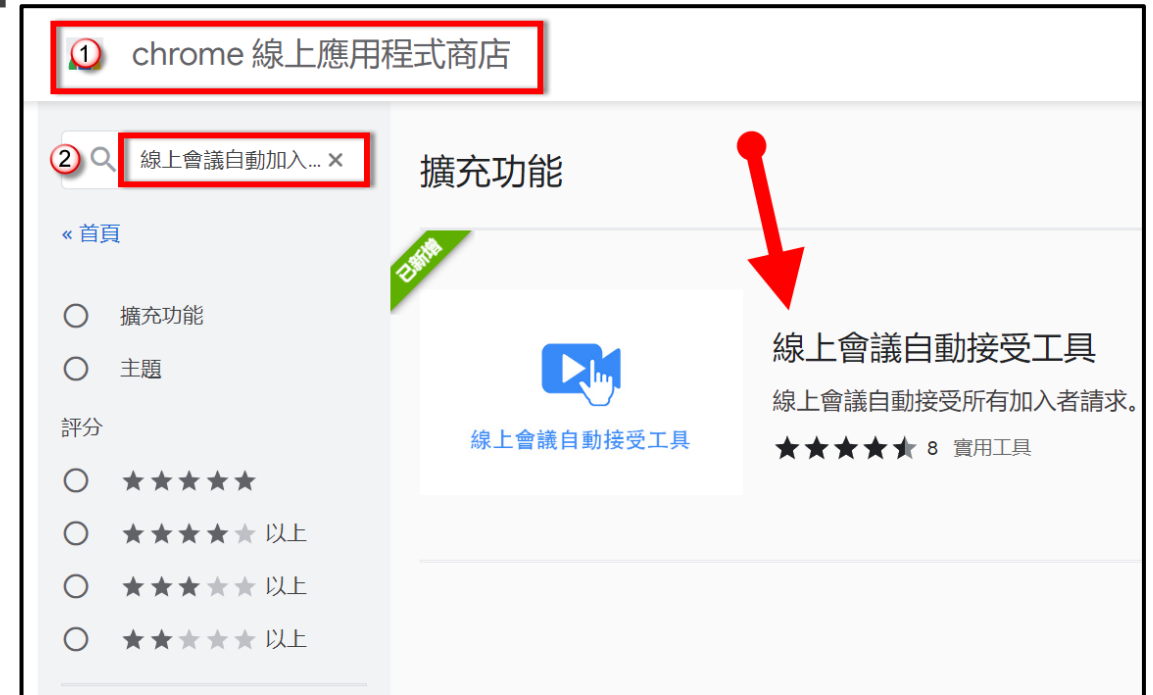 ① chrome 線上應用程式商店
② 線上會議自動加入... ×
« 首頁
擴充功能
主題
評分
以上
以上
以上
擴充功能
已新增
線上會議自動接受工具
線上會議自動接受工具
線上會議自動接受所有加入者請求。
8 實用工具